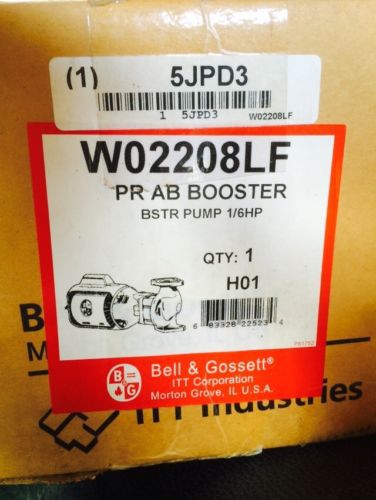 (1) 5JPD3
1 5JPD3 W02208LF
W02208LF
PR AB BOOSTER
BSTR PUMP 1/6HP
QTY: 1
H01
6 83328 22523 4
P81752
B&G
Bell & Gossett®
ITT Corporation
Morton Grove, IL U.S.A.
ITT Industries